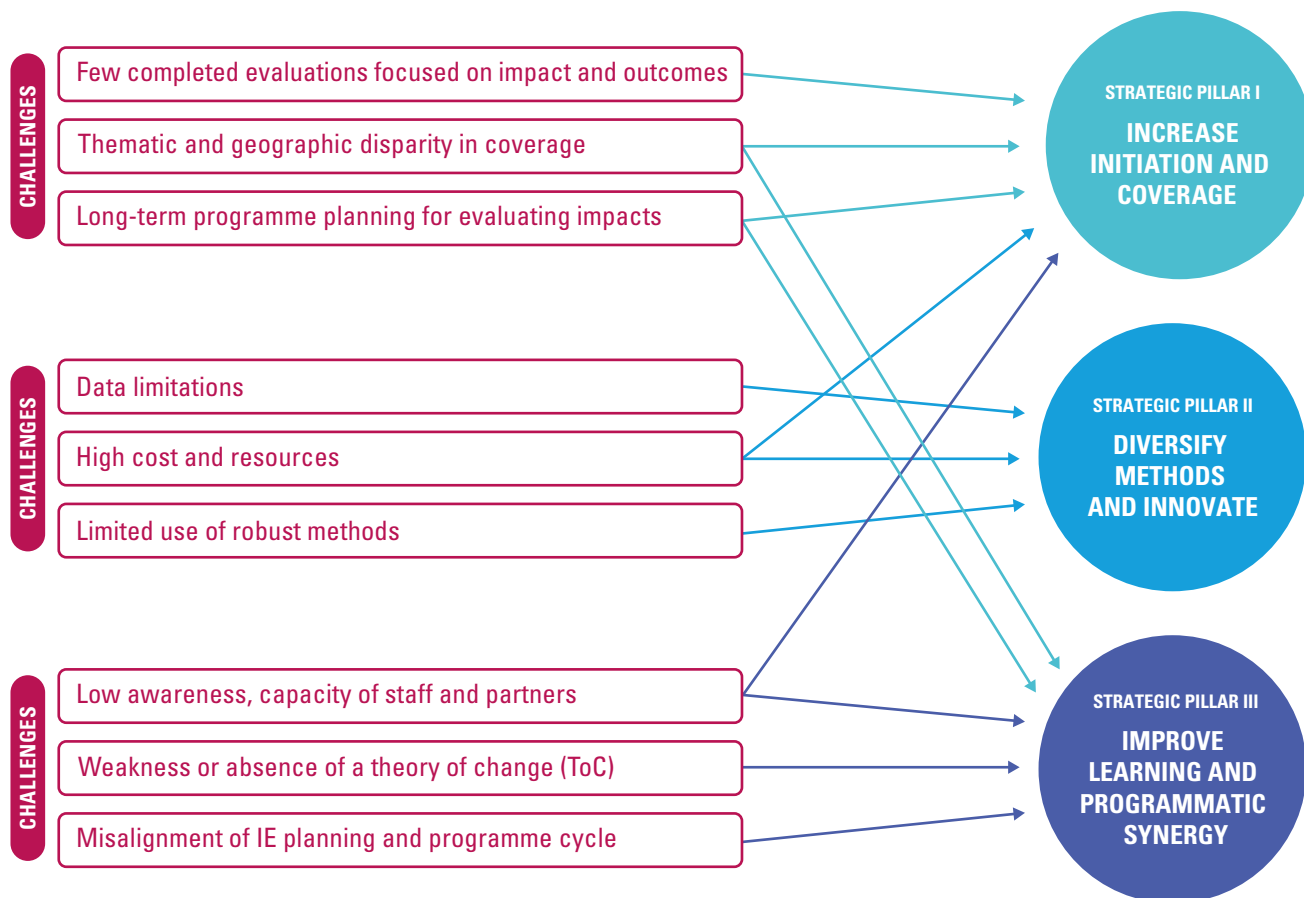 CHALLENGES
Few completed evaluations focused on impact and outcomes
Thematic and geographic disparity in coverage
Long-term programme planning for evaluating impacts
STRATEGIC PILLAR I
INCREASE
INITIATION AND
COVERAGE
CHALLENGES
Data limitations
High cost and resources
Limited use of robust methods
STRATEGIC PILLAR II
DIVERSIFY
METHODS
AND INNOVATE
CHALLENGES
Low awareness, capacity of staff and partners
Weakness or absence of a theory of change (ToC)
Misalignment of IE planning and programme cycle
STRATEGIC PILLAR III
IMPROVE
LEARNING AND
PROGRAMMATIC
SYNERGY